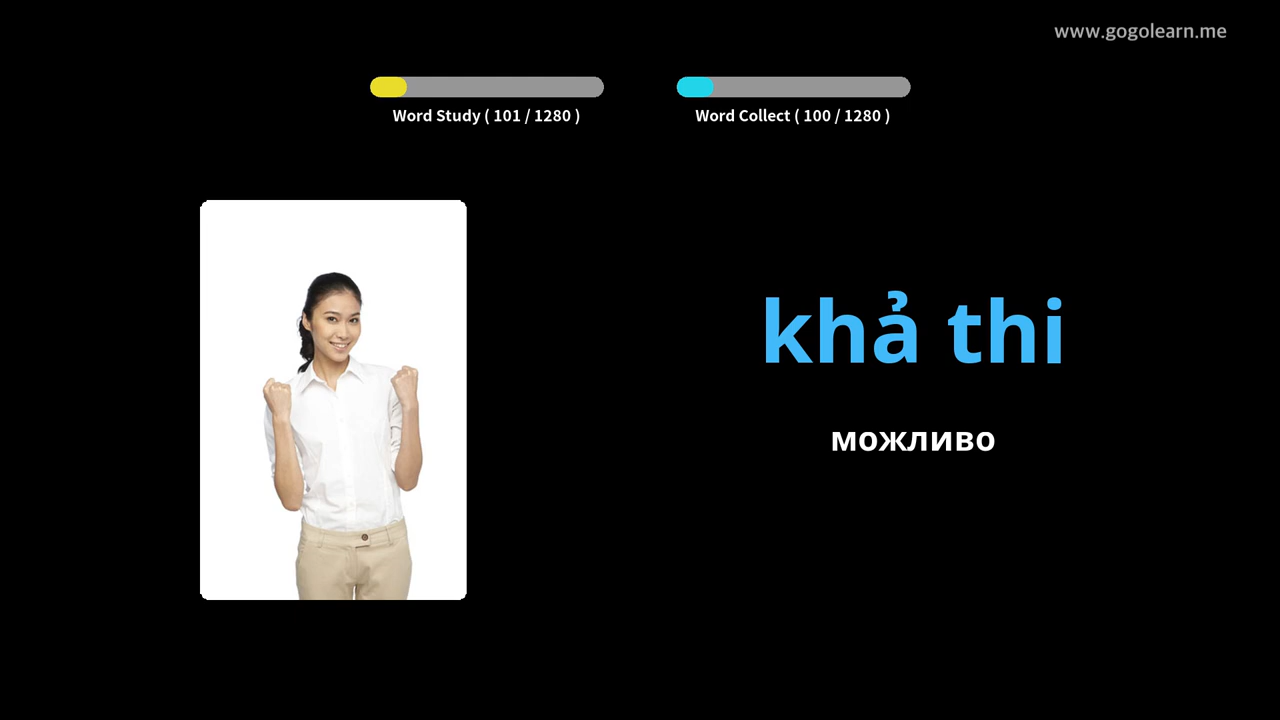 www.gogolearn.me
Word Study ( 101 / 1280 )
Word Collect ( 100 / 1280 )
khả thi
можливо